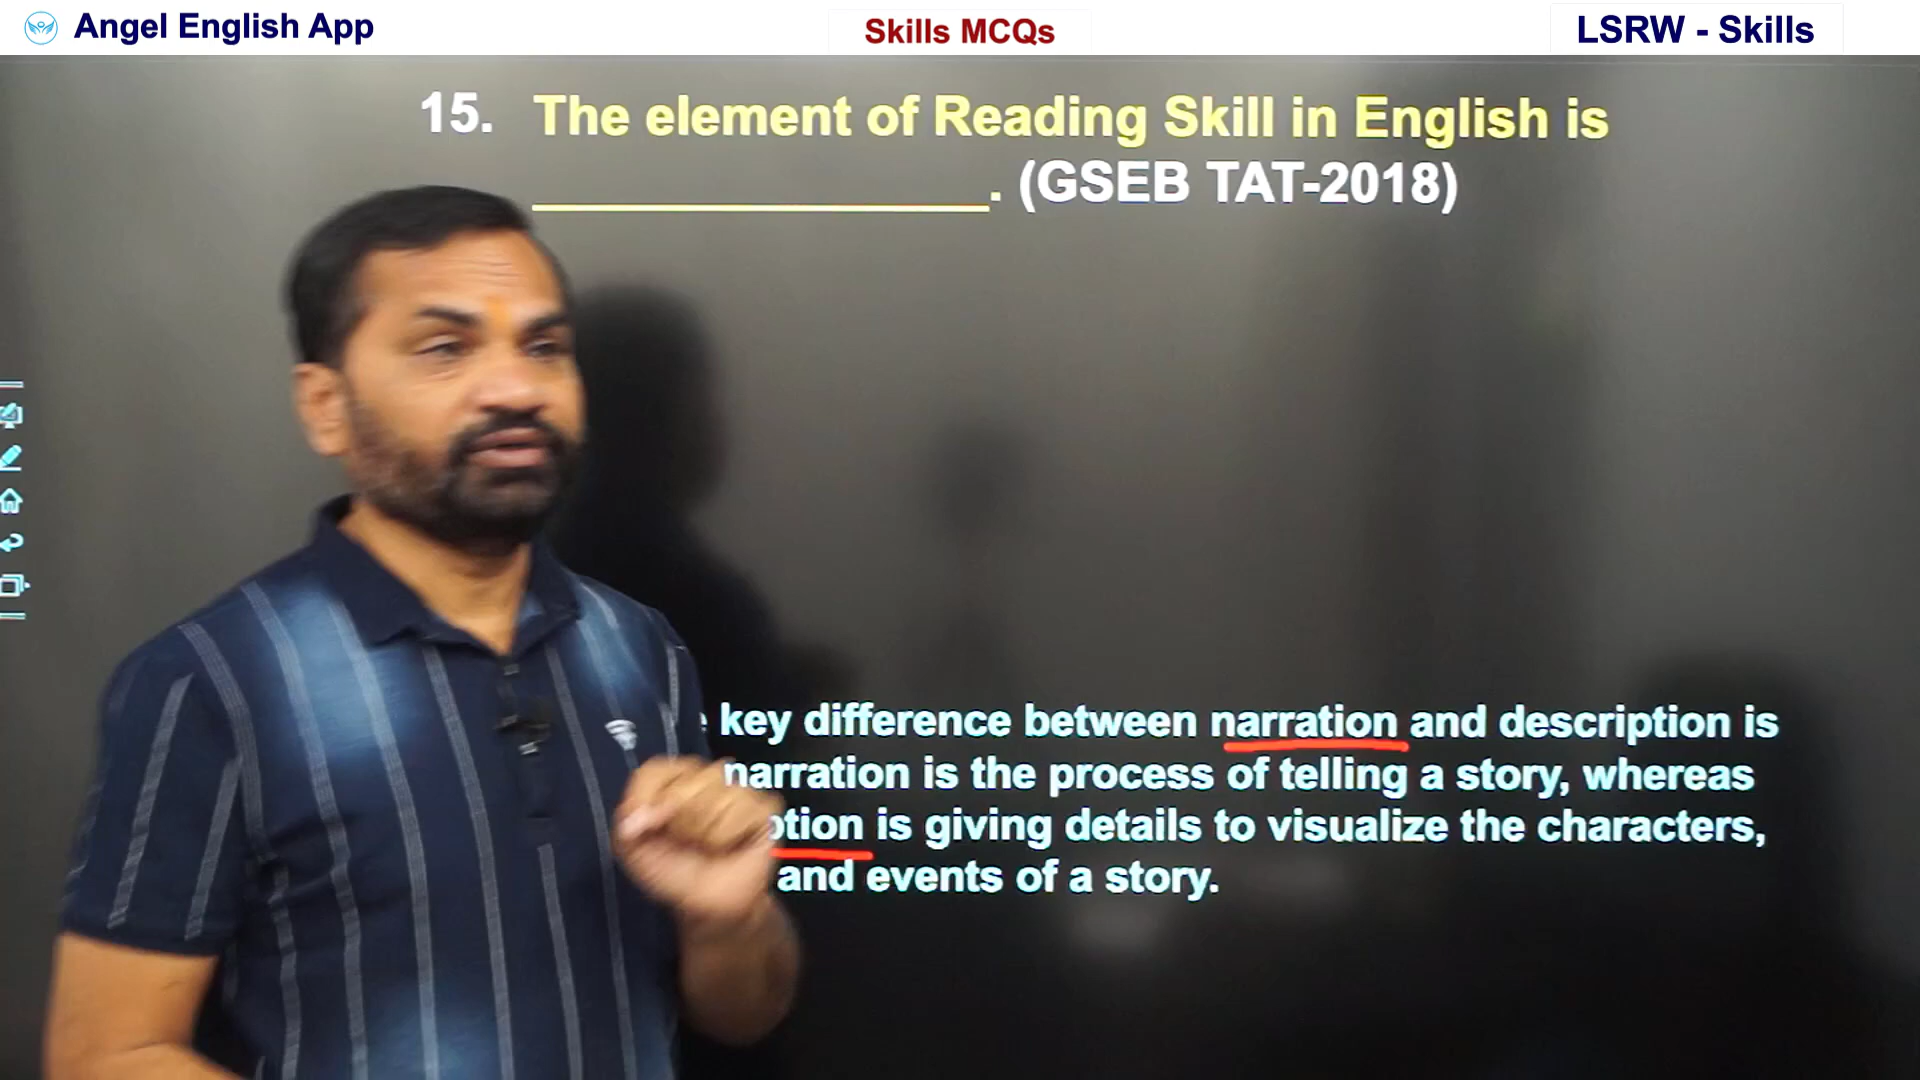 Angel English App
Skills MCQs
LSRW - Skills
15. The element of Reading Skill in English is
____________. (GSEB TAT-2018)
key difference between narration and description is
narration is the process of telling a story, whereas
is giving details to visualize the characters,
and events of a story.